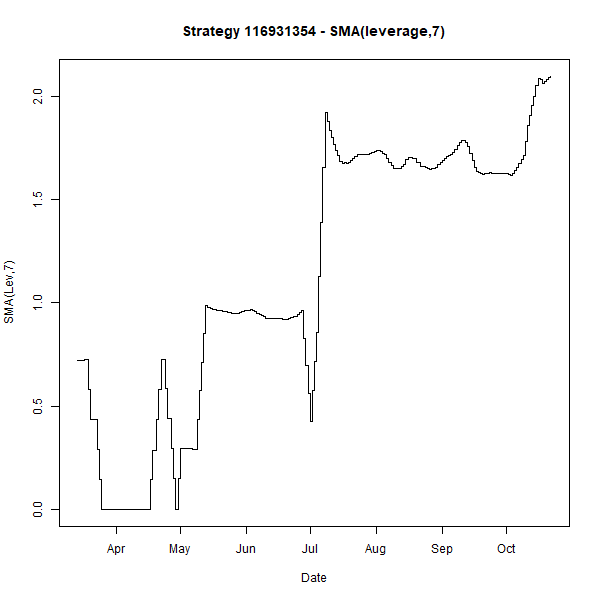 Strategy 116931354 - SMA(leverage,7)
SMA(Lev,7)
2.0
1.5
1.0
0.5
0.0
Apr May Jun Jul Aug Sep Oct
Date